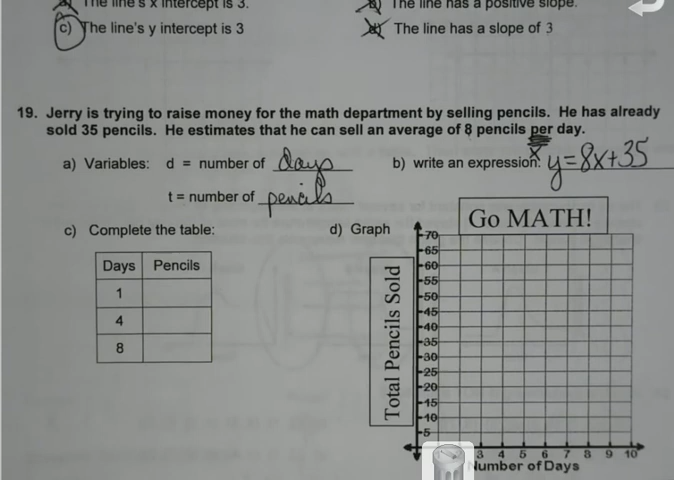 a) The line's x intercept is 3.
b) The line has a positive slope.
c) The line's y intercept is 3
d) The line has a slope of 3
19. Jerry is trying to raise money for the math department by selling pencils. He has already
sold 35 pencils. He estimates that he can sell an average of 8 pencils per day.
x
a) Variables: d = number of days
b) write an expression: y=8x+35
t = number of pencils
c) Complete the table:
d) Graph
Go MATH!
Days Pencils
1
4
8
Total Pencils Sold
70
65
60
55
50
45
40
35
30
25
20
15
10
5
3 4 5 6 7 8 9 10
Number of Days